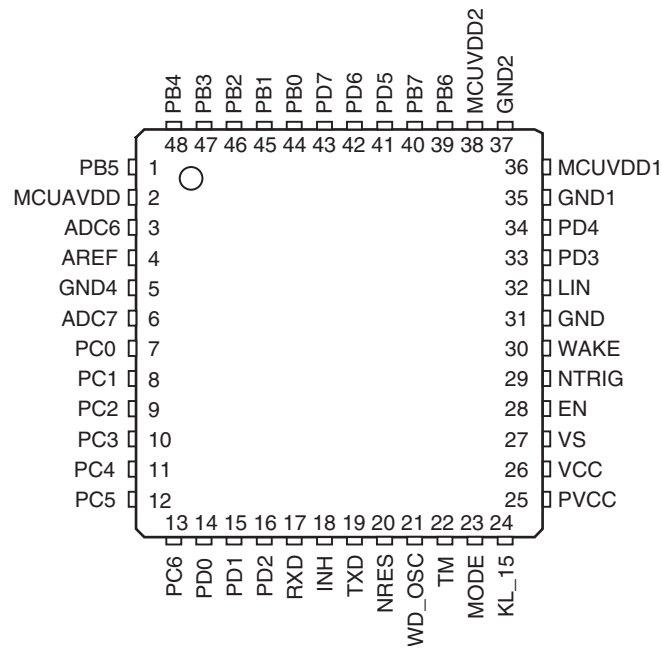 PB4 PB3 PB2 PB1 PB0 PD7 PD6 PD5 PB7 PB6 MCUVDD2 GND2
48 47 46 45 44 43 42 41 40 39 38 37
PB5 1 36 MCUVDD1
MCUAVDD 2 35 GND1
ADC6 3 34 PD4
AREF 4 33 PD3
GND4 5 32 LIN
ADC7 6 31 GND
PC0 7 30 WAKE
PC1 8 29 NTRIG
PC2 9 28 EN
PC3 10 27 VS
PC4 11 26 VCC
PC5 12 25 PVCC
13 14 15 16 17 18 19 20 21 22 23 24
PC6 PD0 PD1 PD2 RXD INH TXD NRES WD_OSC TM MODE KL_15